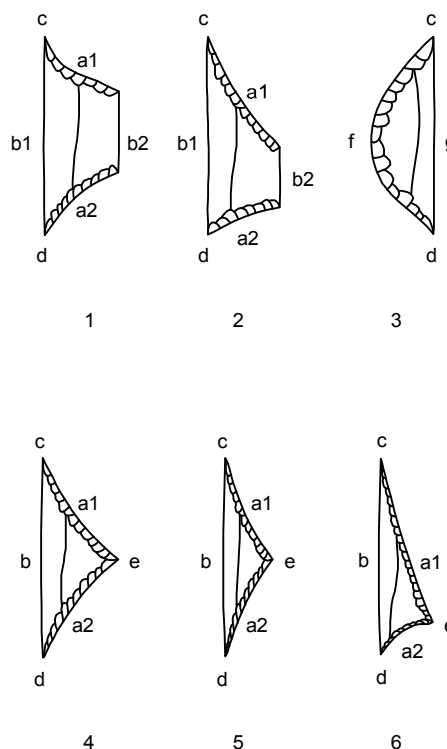 c c c
a1 a1
b1 b2 b1 b2 f g
a2 a2
d d d
1 2 3
c c c
a1 a1 a1
b e b e b e
a2 a2 a2
d d d
4 5 6